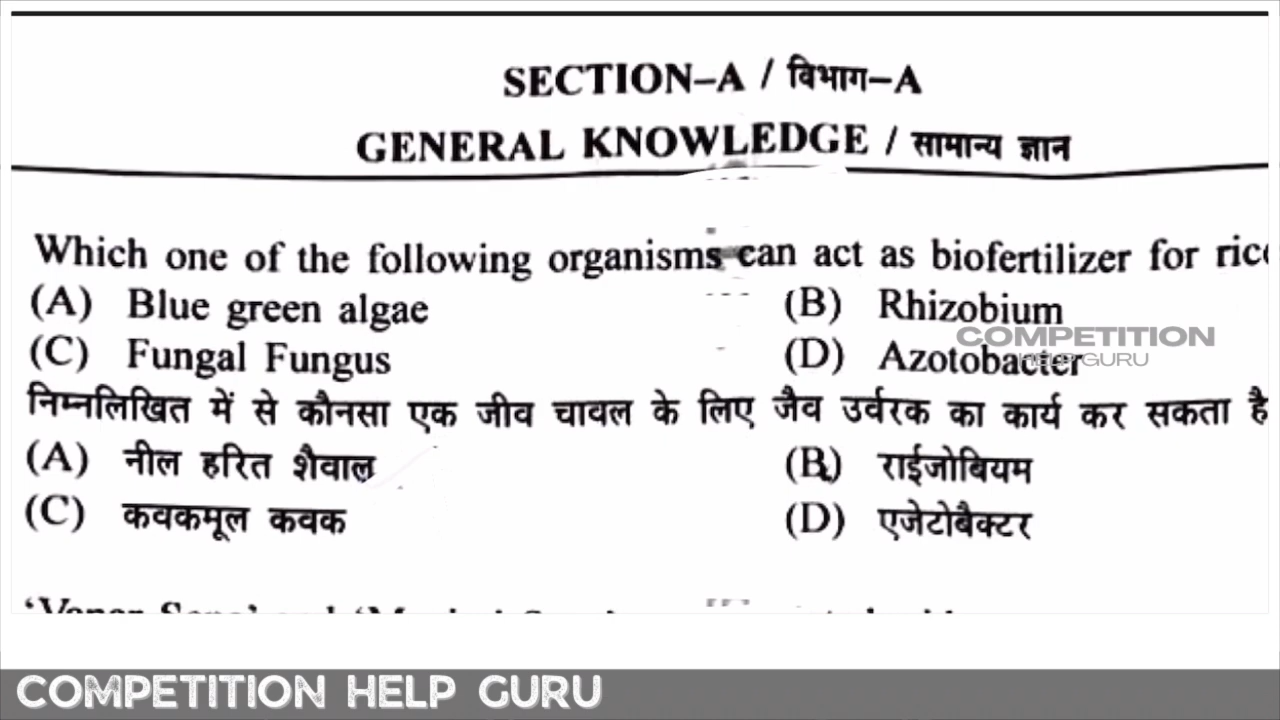 SECTION–A / विभाग–A
GENERAL KNOWLEDGE / सामान्य ज्ञान
Which one of the following organisms can act as biofertilizer for
(A) Blue green algae (B) Rhizobium
COMPETITION
HELP GURU
(C) Fungal Fungus (D) Azotobacter
निम्नलिखित में से कौनसा एक जीव चावल के लिए जैव उर्वरक का कार्य कर सकता है
(A) नील हरित शैवाल (B) राईजोबियम
(C) कवकमूल कवक (D) एजेटोबैक्टर
COMPETITION HELP GURU